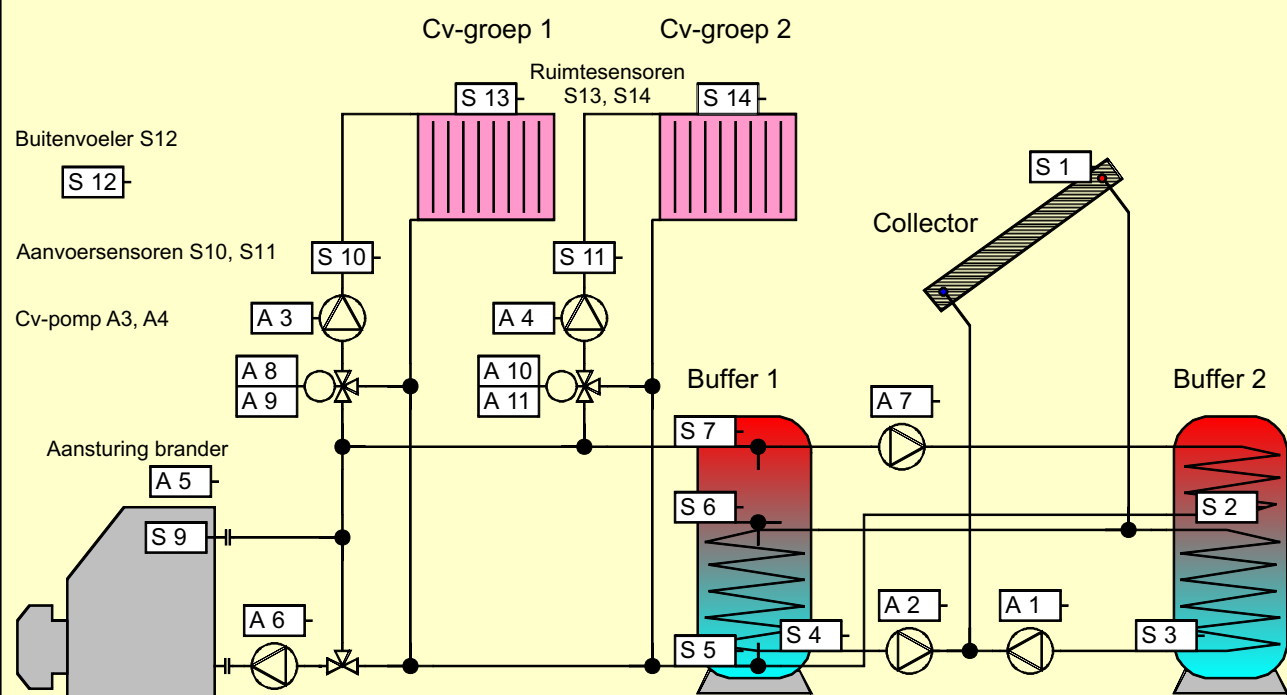 Cv-groep 1
Cv-groep 2
Ruimtesensoren
S13, S14
S 13
S 14
Buitenvoeler S12
S 12
S 1
Collector
Aanvoersensoren S10, S11
S 10
S 11
Cv-pomp A3, A4
A 3
A 4
A 8
A 9
A 10
A 11
Buffer 1
Buffer 2
A 7
S 7
Aansturing brander
A 5
S 6
S 2
S 9
A 6
A 2
A 1
S 4
S 3
S 5